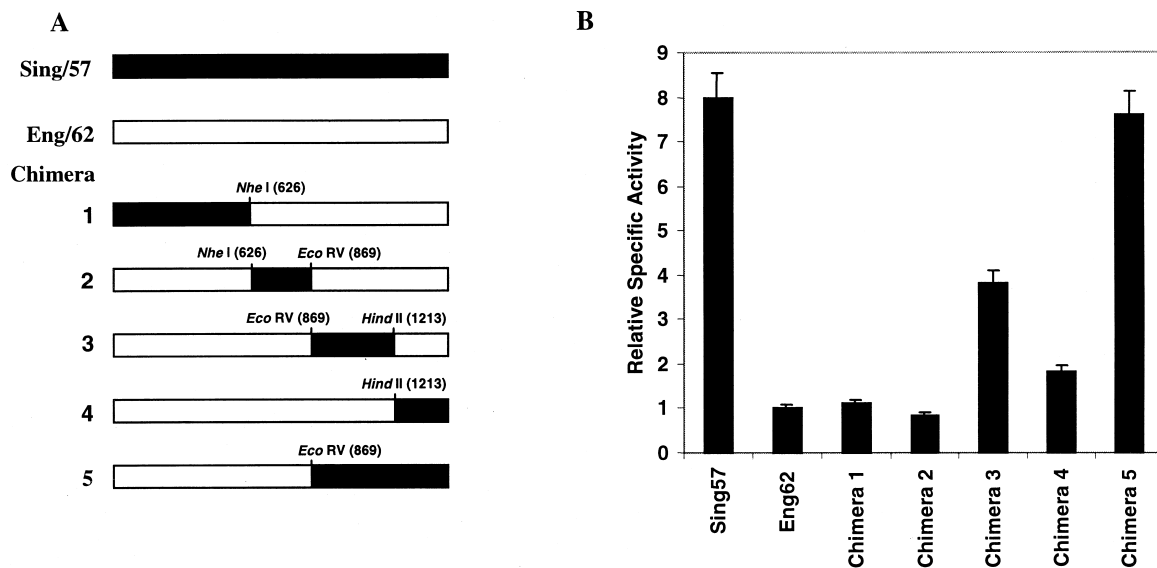 A
Sing/57
Eng/62
Chimera
Nhe I (626)
1
Nhe I (626) Eco RV (869)
2
Eco RV (869) Hind II (1213)
3
Hind II (1213)
4
Eco RV (869)
5
B
Relative Specific Activity
9
8
7
6
5
4
3
2
1
0
Sing57
Eng62
Chimera 1
Chimera 2
Chimera 3
Chimera 4
Chimera 5